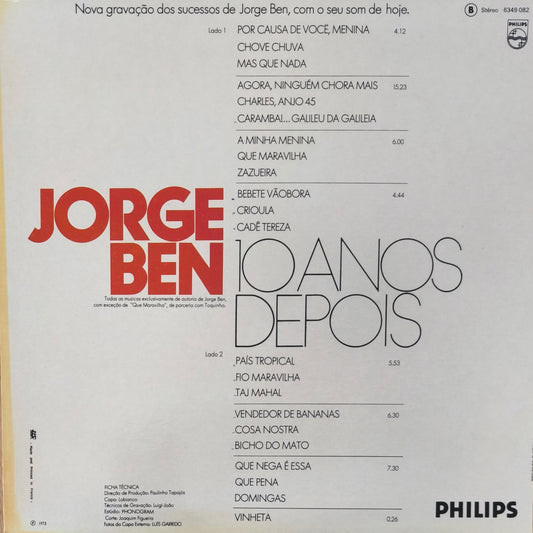 Nova gravação dos sucessos de Jorge Ben, com o seu som de hoje.
B Stéreo 6349 082
PHILIPS
Lado 1
POR CAUSA DE VOCÊ, MENINA 4.12
CHOVE CHUVA
MAS QUE NADA
AGORA, NINGUÉM CHORA MAIS 15.23
CHARLES, ANJO 45
CARAMBA!... GALILEU DA GALILEIA
A MINHA MENINA 6.00
QUE MARAVILHA
ZAZUEIRA
BEBETE VÃOBORA 4.44
CRIOULA
CADÊ TEREZA
JORGE
BEN
10 ANOS
DEPOIS
Todas as musicas exclusivamente de autoria de Jorge Ben,
com exceção de "Que Maravilha", de parceria com Toquinho.
Lado 2
PAÍS TROPICAL 5.53
FIO MARAVILHA
TAJ MAHAL
VENDEDOR DE BANANAS 6.30
COSA NOSTRA
BICHO DO MATO
QUE NEGA É ESSA 7.30
QUE PENA
DOMINGAS
VINHETA 0.26
FICHA TÉCNICA
Direção de Produção: Paulinho Tapajós
Capa: Lobianco
Técnicos de Gravação: Luigi-João
Estúdio: PHONOGRAM
Corte: Joaquim Figueira
Fotos da Capa Externa: LUÍS GARRIDO
Ⓟ 1973
PHILIPS